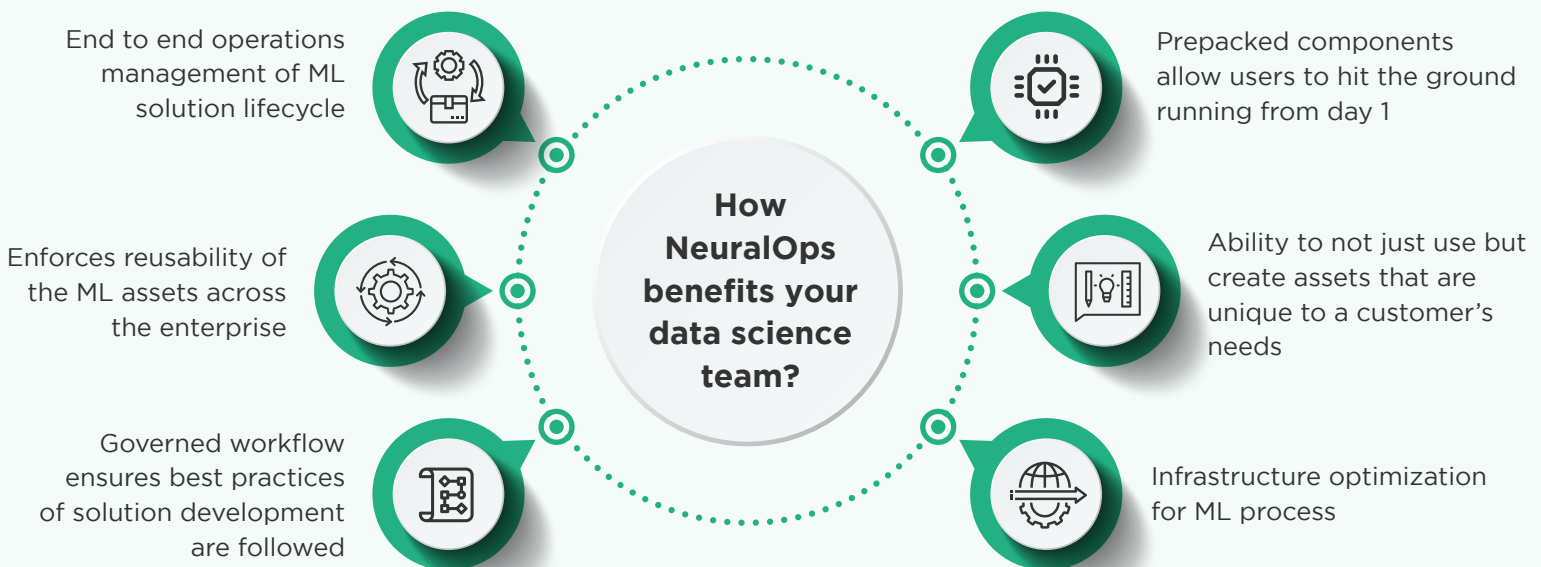 End to end operations
management of ML
solution lifecycle
Enforces reusability of
the ML assets across
the enterprise
Governed workflow
ensures best practices
of solution development
are followed
How
NeuralOps
benefits your
data science
team?
Prepacked components
allow users to hit the ground
running from day 1
Ability to not just use but
create assets that are
unique to a customer’s
needs
Infrastructure optimization
for ML process